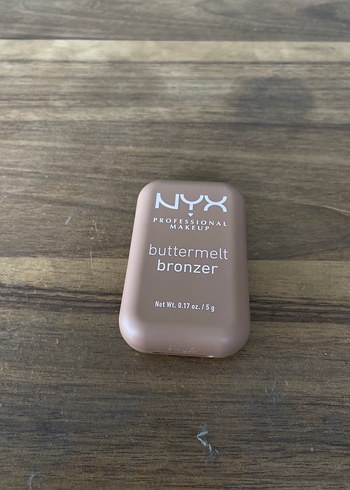 NYX
PROFESSIONAL
MAKEUP
buttermelt
bronzer
Net Wt. 0.17 oz. / 5 g